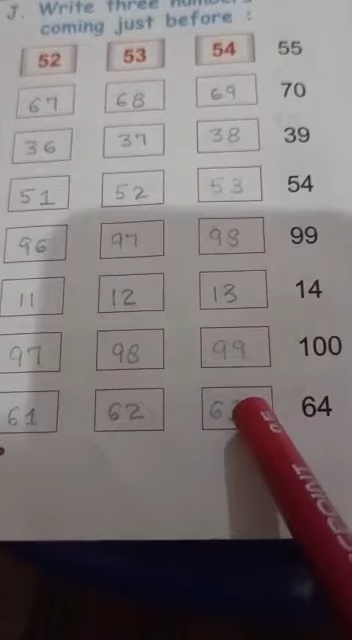 J. Write three numbers
coming just before :
52 53 54 55
67 68 69 70
36 37 38 39
51 52 53 54
96 97 98 99
11 12 13 14
97 98 99 100
61 62 64